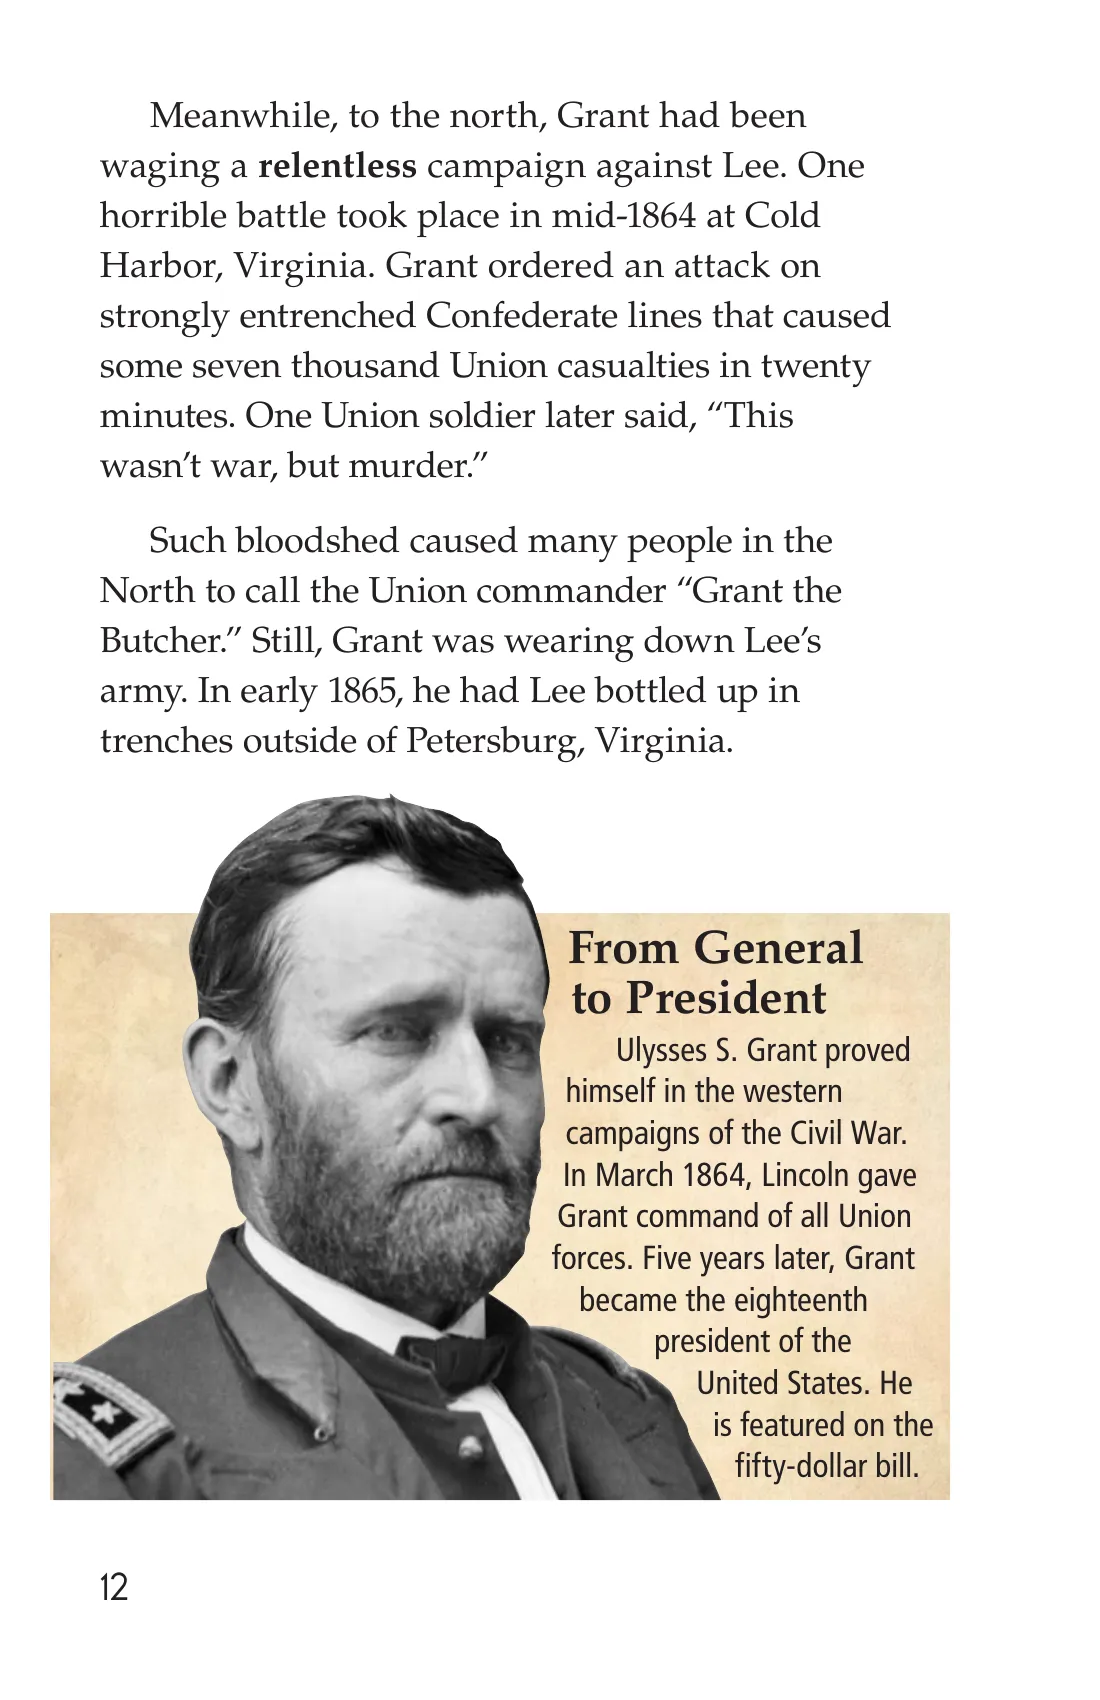 Meanwhile, to the north, Grant had been
waging a relentless campaign against Lee. One
horrible battle took place in mid-1864 at Cold
Harbor, Virginia. Grant ordered an attack on
strongly entrenched Confederate lines that caused
some seven thousand Union casualties in twenty
minutes. One Union soldier later said, “This
wasn’t war, but murder.”
Such bloodshed caused many people in the
North to call the Union commander “Grant the
Butcher.” Still, Grant was wearing down Lee’s
army. In early 1865, he had Lee bottled up in
trenches outside of Petersburg, Virginia.
From General
to President
Ulysses S. Grant proved
himself in the western
campaigns of the Civil War.
In March 1864, Lincoln gave
Grant command of all Union
forces. Five years later, Grant
became the eighteenth
president of the
United States. He
is featured on the
fifty-dollar bill.
12